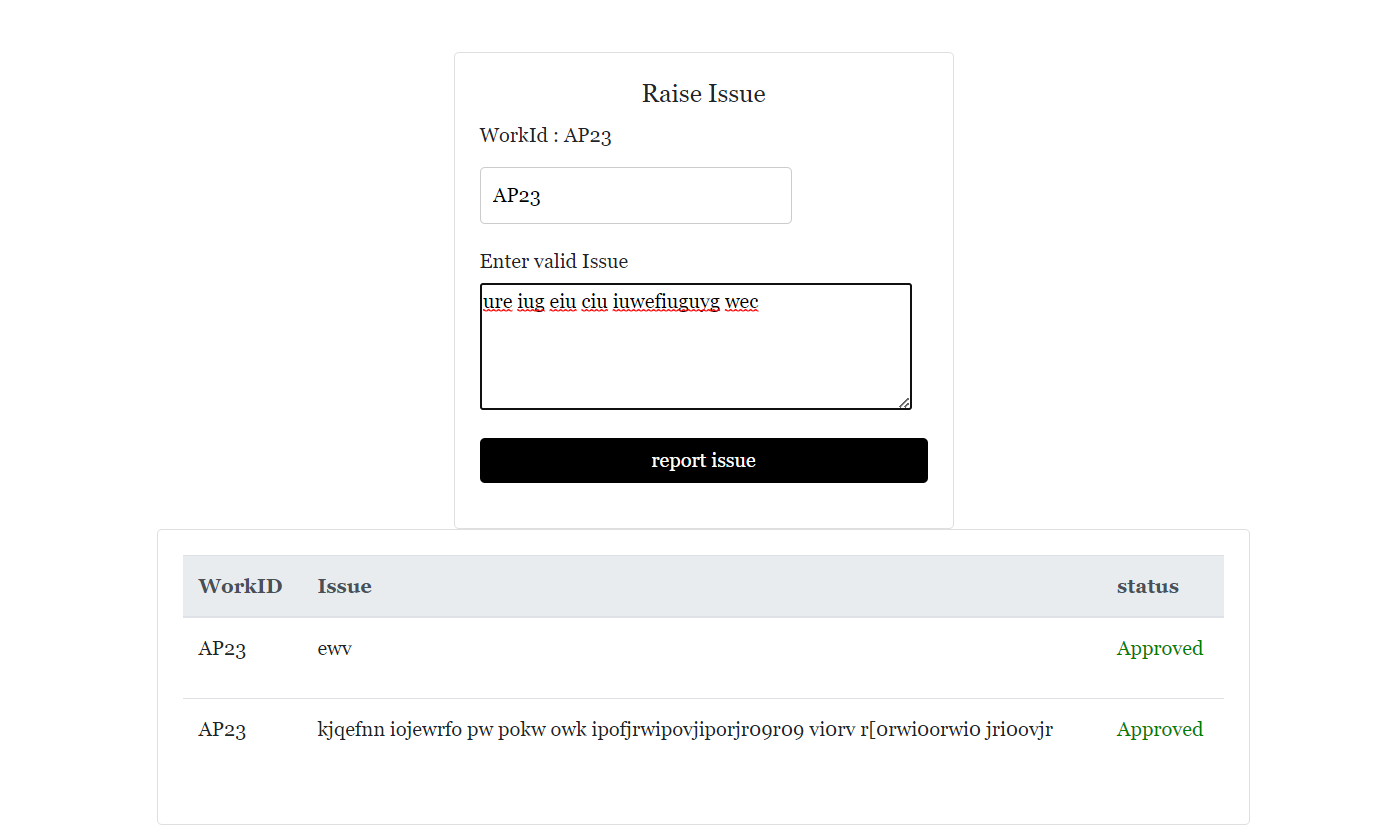 Raise Issue
WorkId : AP23
AP23
Enter valid Issue
ure iug eiu ciu iuwefiuguyg wec
report issue
WorkID Issue status
AP23 ewv Approved
AP23 kjqefnn iojewrfo pw pokw owk ipofjrwipovjiporjr09r09 vi0rv r[0rwi0orwi0 jri0ovjr Approved